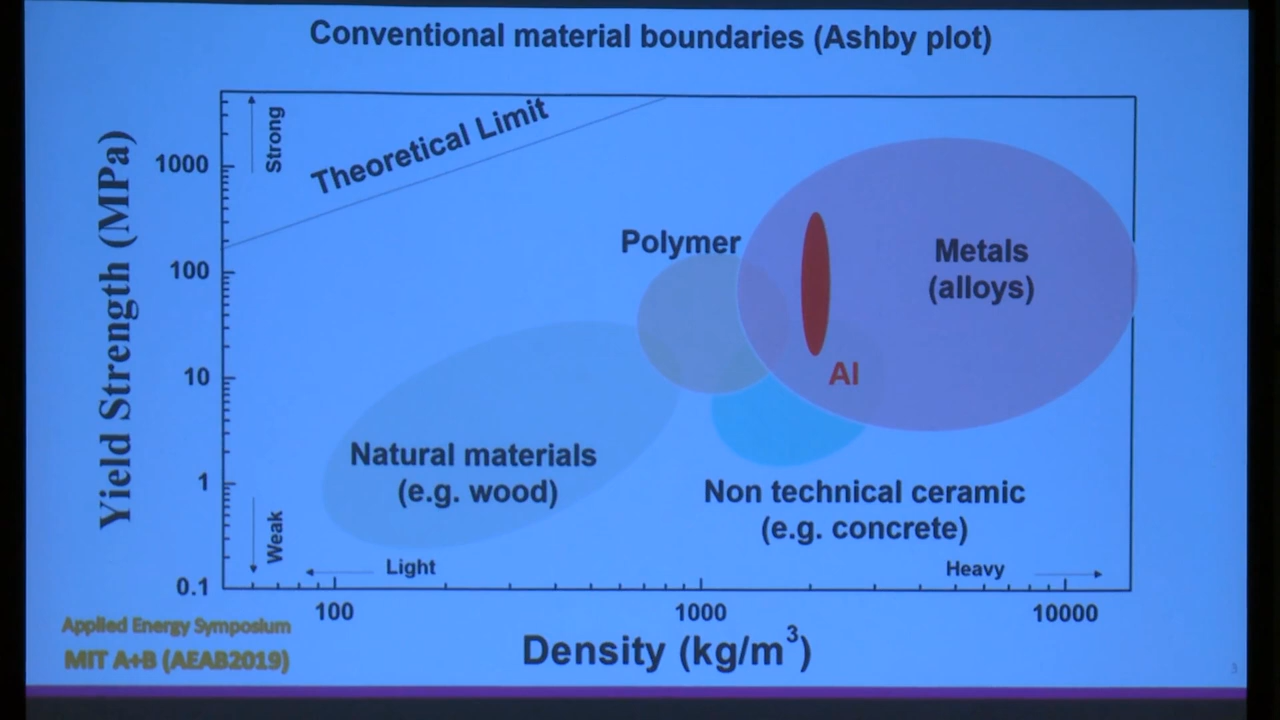 Conventional material boundaries (Ashby plot)
Yield Strength (MPa)
1000
100
10
1
0.1
Strong
Weak
Theoretical Limit
Polymer
Metals
(alloys)
Al
Natural materials
(e.g. wood)
Non technical ceramic
(e.g. concrete)
Light
Heavy
100
1000
10000
Density (kg/m³)
Applied Energy Symposium
MIT A+B (AEAB2019)
3